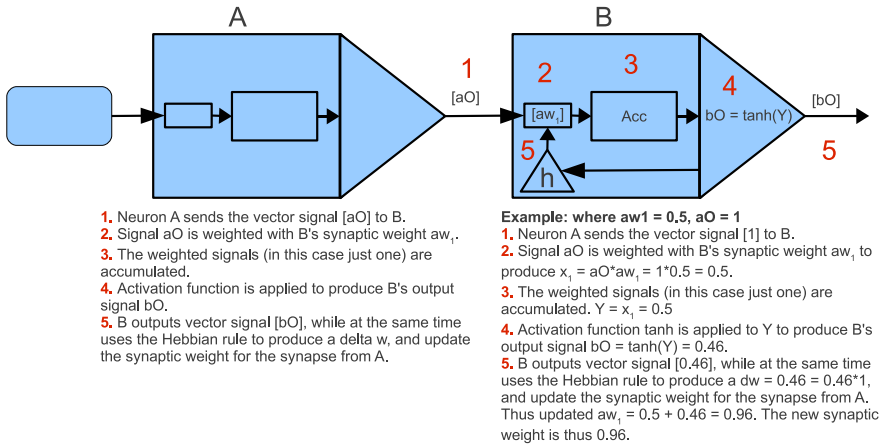 A
B
1
[aO]
2
3
4
[aw₁]
Acc
bO = tanh(Y)
[bO]
5
h
5
1. Neuron A sends the vector signal [aO] to B.
2. Signal aO is weighted with B's synaptic weight aw₁.
3. The weighted signals (in this case just one) are
accumulated.
4. Activation function is applied to produce B's output
signal bO.
5. B outputs vector signal [bO], while at the same time
uses the Hebbian rule to produce a delta w, and update
the synaptic weight for the synapse from A.
Example: where aw1 = 0.5, aO = 1
1. Neuron A sends the vector signal [1] to B.
2. Signal aO is weighted with B's synaptic weight aw₁ to
produce x₁ = aO*aw₁ = 1*0.5 = 0.5.
3. The weighted signals (in this case just one) are
accumulated. Y = x₁ = 0.5
4. Activation function tanh is applied to Y to produce B's
output signal bO = tanh(Y) = 0.46.
5. B outputs vector signal [0.46], while at the same time
uses the Hebbian rule to produce a dw = 0.46 = 0.46*1,
and update the synaptic weight for the synapse from A.
Thus updated aw₁ = 0.5 + 0.46 = 0.96. The new synaptic
weight is thus 0.96.